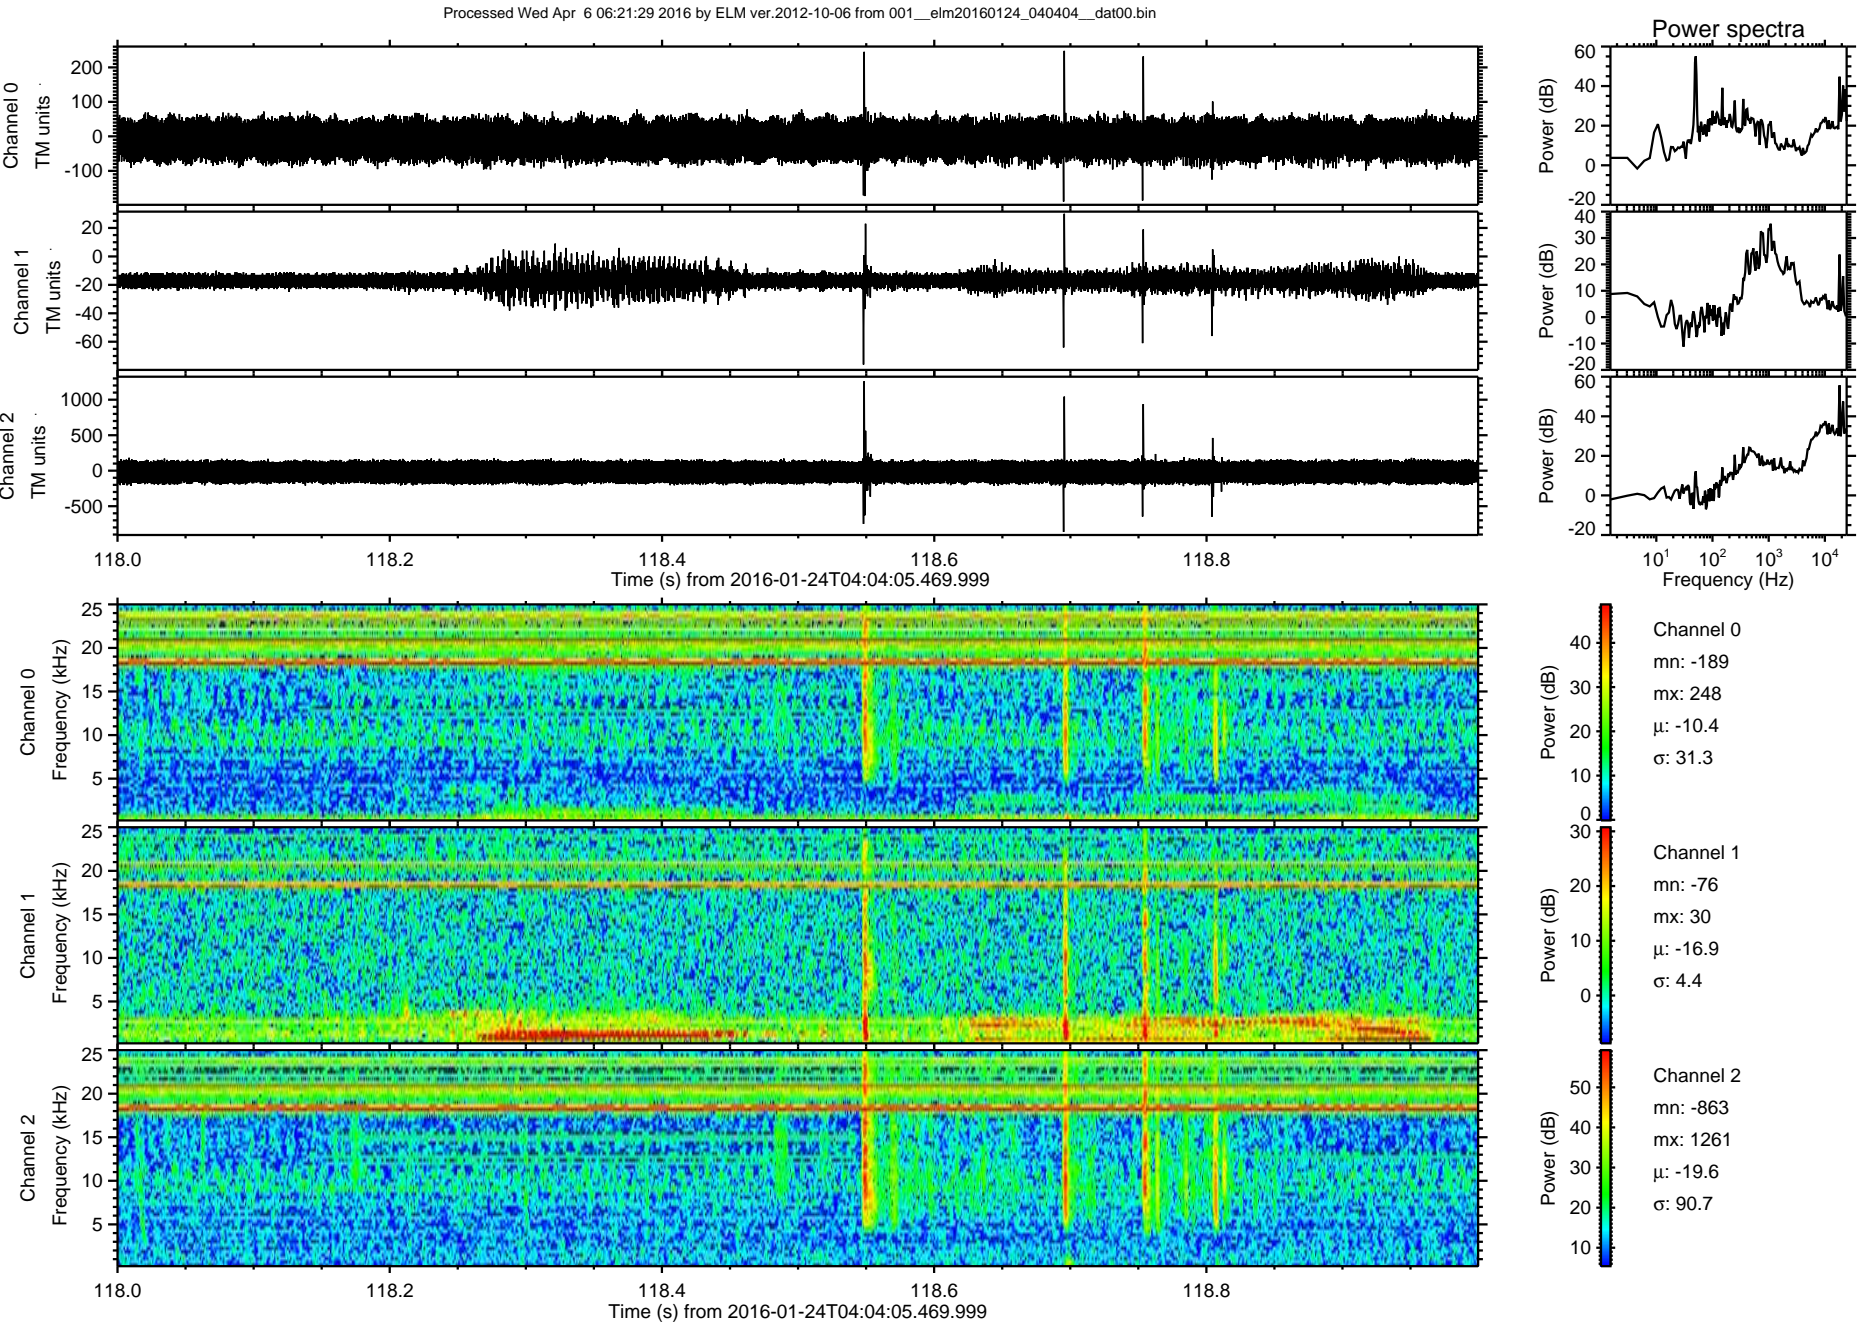 Processed Wed Apr  6 06:21:29 2016 by ELM ver.2012-10-06 from 001__elm20160124_040404__dat00.bin
Power spectra
Channel 0
TM units
200
100
0
-100
Power (dB)
60
40
20
0
-20
Channel 1
TM units
20
0
-20
-40
-60
Power (dB)
40
30
20
10
0
-10
-20
Channel 2
TM units
1000
500
0
-500
Power (dB)
60
40
20
0
-20
118.0 118.2 118.4 118.6 118.8
Time (s) from 2016-01-24T04:04:05.469.999
10¹ 10² 10³ 10⁴
Frequency (Hz)
Channel 0
Frequency (kHz)
25
20
15
10
5
Power (dB)
40
30
20
10
0
Channel 0
mn: -189
mx: 248
μ: -10.4
σ: 31.3
Channel 1
Frequency (kHz)
25
20
15
10
5
Power (dB)
30
20
10
0
Channel 1
mn: -76
mx: 30
μ: -16.9
σ: 4.4
Channel 2
Frequency (kHz)
25
20
15
10
5
Power (dB)
50
40
30
20
10
Channel 2
mn: -863
mx: 1261
μ: -19.6
σ: 90.7
118.0 118.2 118.4 118.6 118.8
Time (s) from 2016-01-24T04:04:05.469.999